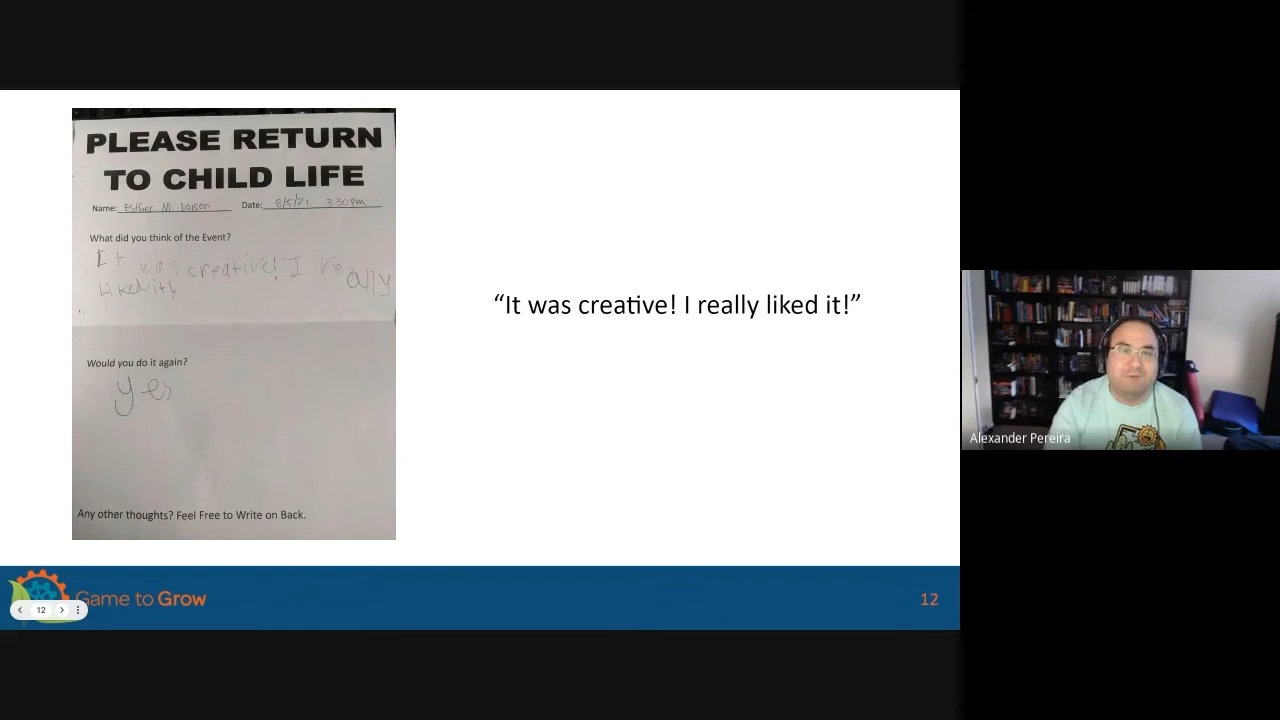 PLEASE RETURN
TO CHILD LIFE
Name: Esther M. Larson Date: 8/5/21 3:30pm
What did you think of the Event?
It was creative! I really
Liked it!
Would you do it again?
yes
Any other thoughts? Feel Free to Write on Back.
“It was creative! I really liked it!”
Alexander Pereira
Game to Grow
12
12